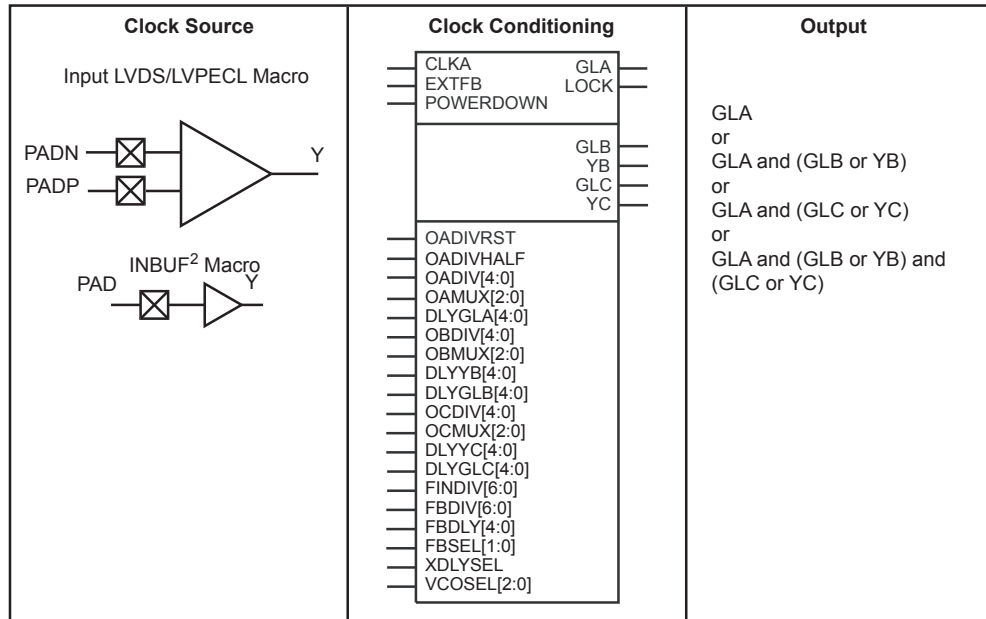 Clock Source
Input LVDS/LVPECL Macro
PADN
PADP
Y
INBUF² Macro
PAD
Y
Clock Conditioning
CLKA
EXTFB
POWERDOWN
GLA
LOCK
GLB
YB
GLC
YC
OADIVRST
OADIVHALF
OADIV[4:0]
OAMUX[2:0]
DLYGLA[4:0]
OBDIV[4:0]
OBMUX[2:0]
DLYYB[4:0]
DLYGLB[4:0]
OCDIV[4:0]
OCMUX[2:0]
DLYYC[4:0]
DLYGLC[4:0]
FINDIV[6:0]
FBDIV[6:0]
FBDLY[4:0]
FBSEL[1:0]
XDLYSEL
VCOSEL[2:0]
Output
GLA
or
GLA and (GLB or YB)
or
GLA and (GLC or YC)
or
GLA and (GLB or YB) and
(GLC or YC)